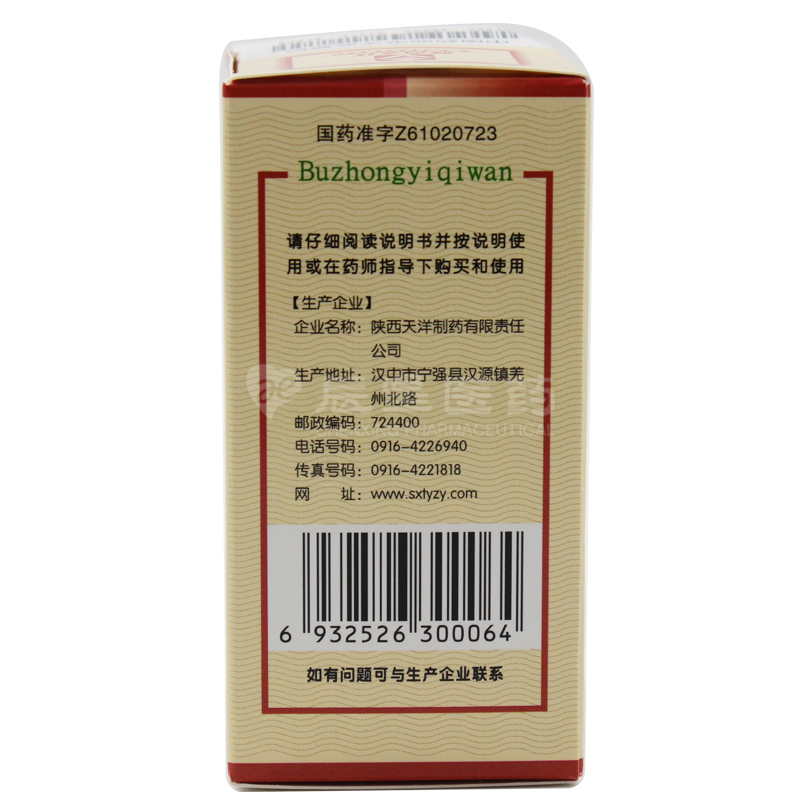 国药准字Z61020723
Buzhongyiqiwan
请仔细阅读说明书并按说明使
用或在药师指导下购买和使用
【生产企业】
企业名称：陕西天洋制药有限责任
公司
生产地址：汉中市宁强县汉源镇羌
州北路
邮政编码：724400
电话号码：0916-4226940
传真号码：0916-4221818
网　　址：www.sxtyzy.com
6 932526 300064
如有问题可与生产企业联系